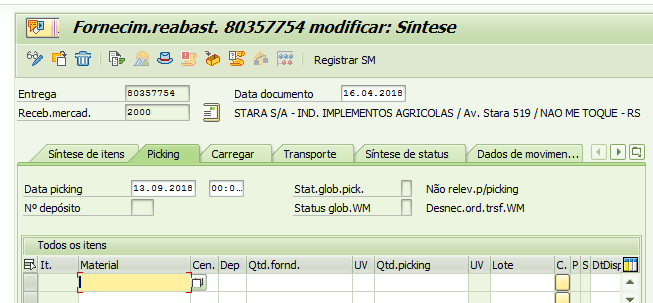 Fornecim.reabast. 80357754 modificar: Síntese
Registrar SM
Entrega 80357754 Data documento 16.04.2018
Receb.mercad. 2000 STARA S/A - IND. IMPLEMENTOS AGRICOLAS / Av. Stara 519 / NAO ME TOQUE - RS
Síntese de itens Picking Carregar Transporte Síntese de status Dados de movimen...
Data picking 13.09.2018 00:0... Stat.glob.pick. Não relev.p/picking
Nº depósito Status glob.WM Desnec.ord.trsf.WM
Todos os itens
It. Material Cen. Dep Qtd.fornd. UV Qtd.picking UV Lote C. P S DtDisp